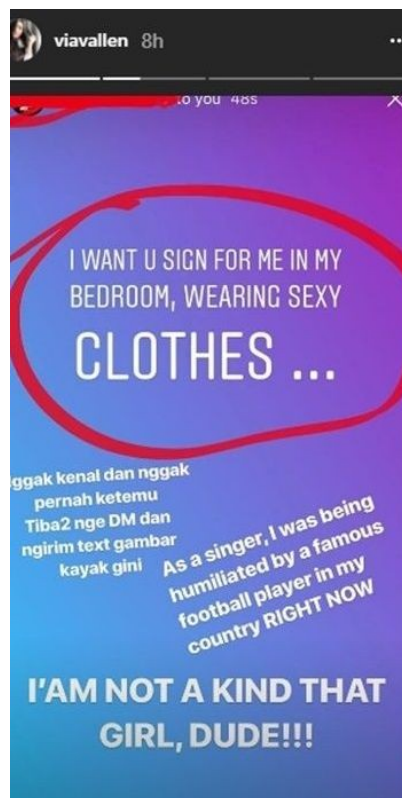 viavallen 8h
to you 48s
I WANT U SIGN FOR ME IN MY
BEDROOM, WEARING SEXY
CLOTHES ...
ggak kenal dan nggak
pernah ketemu
Tiba2 nge DM dan
ngirim text gambar
kayak gini
As a singer, I was being
humiliated by a famous
football player in my
country RIGHT NOW
I'AM NOT A KIND THAT
GIRL, DUDE!!!